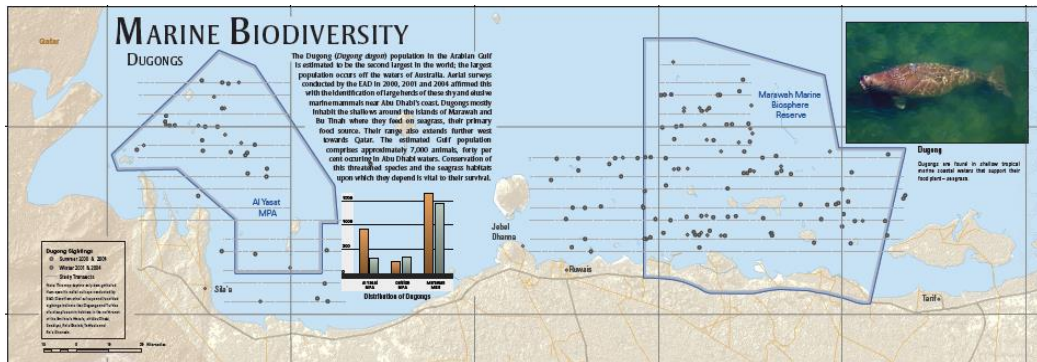 Qatar
MARINE BIODIVERSITY
DUGONGS
The Dugong (Dugong dugon) population in the Arabian Gulf
is estimated to be the second largest in the world; the largest
population occurs off the waters of Australia. Aerial surveys
conducted by the EAD in 2000, 2001 and 2004 affirmed this
with the identification of large herds of these shy and elusive
marine mammals near Abu Dhabi's coast. Dugongs mostly
inhabit the shallows around the islands of Marawah and
Bu Tinah where they feed on seagrass, their primary
food source. Their range also extends further west
towards Qatar. The estimated Gulf population
comprises approximately 7,000 animals, forty per
cent occuring in Abu Dhabi waters. Conservation of
this threatened species and the seagrass habitats
upon which they depend is vital to their survival.
Marawah Marine
Biosphere
Reserve
Dugong
Dugongs are found in shallow tropical
marine coastal waters that support their
food plant – seagrass.
Al Yasat
MPA
Distribution of Dugongs
Jebel
Dhanna
Ruwais
Sila'a
Tarif
Dugong Sightings
Summer 2000 & 2001
Winter 2001 & 2004
Study Transects